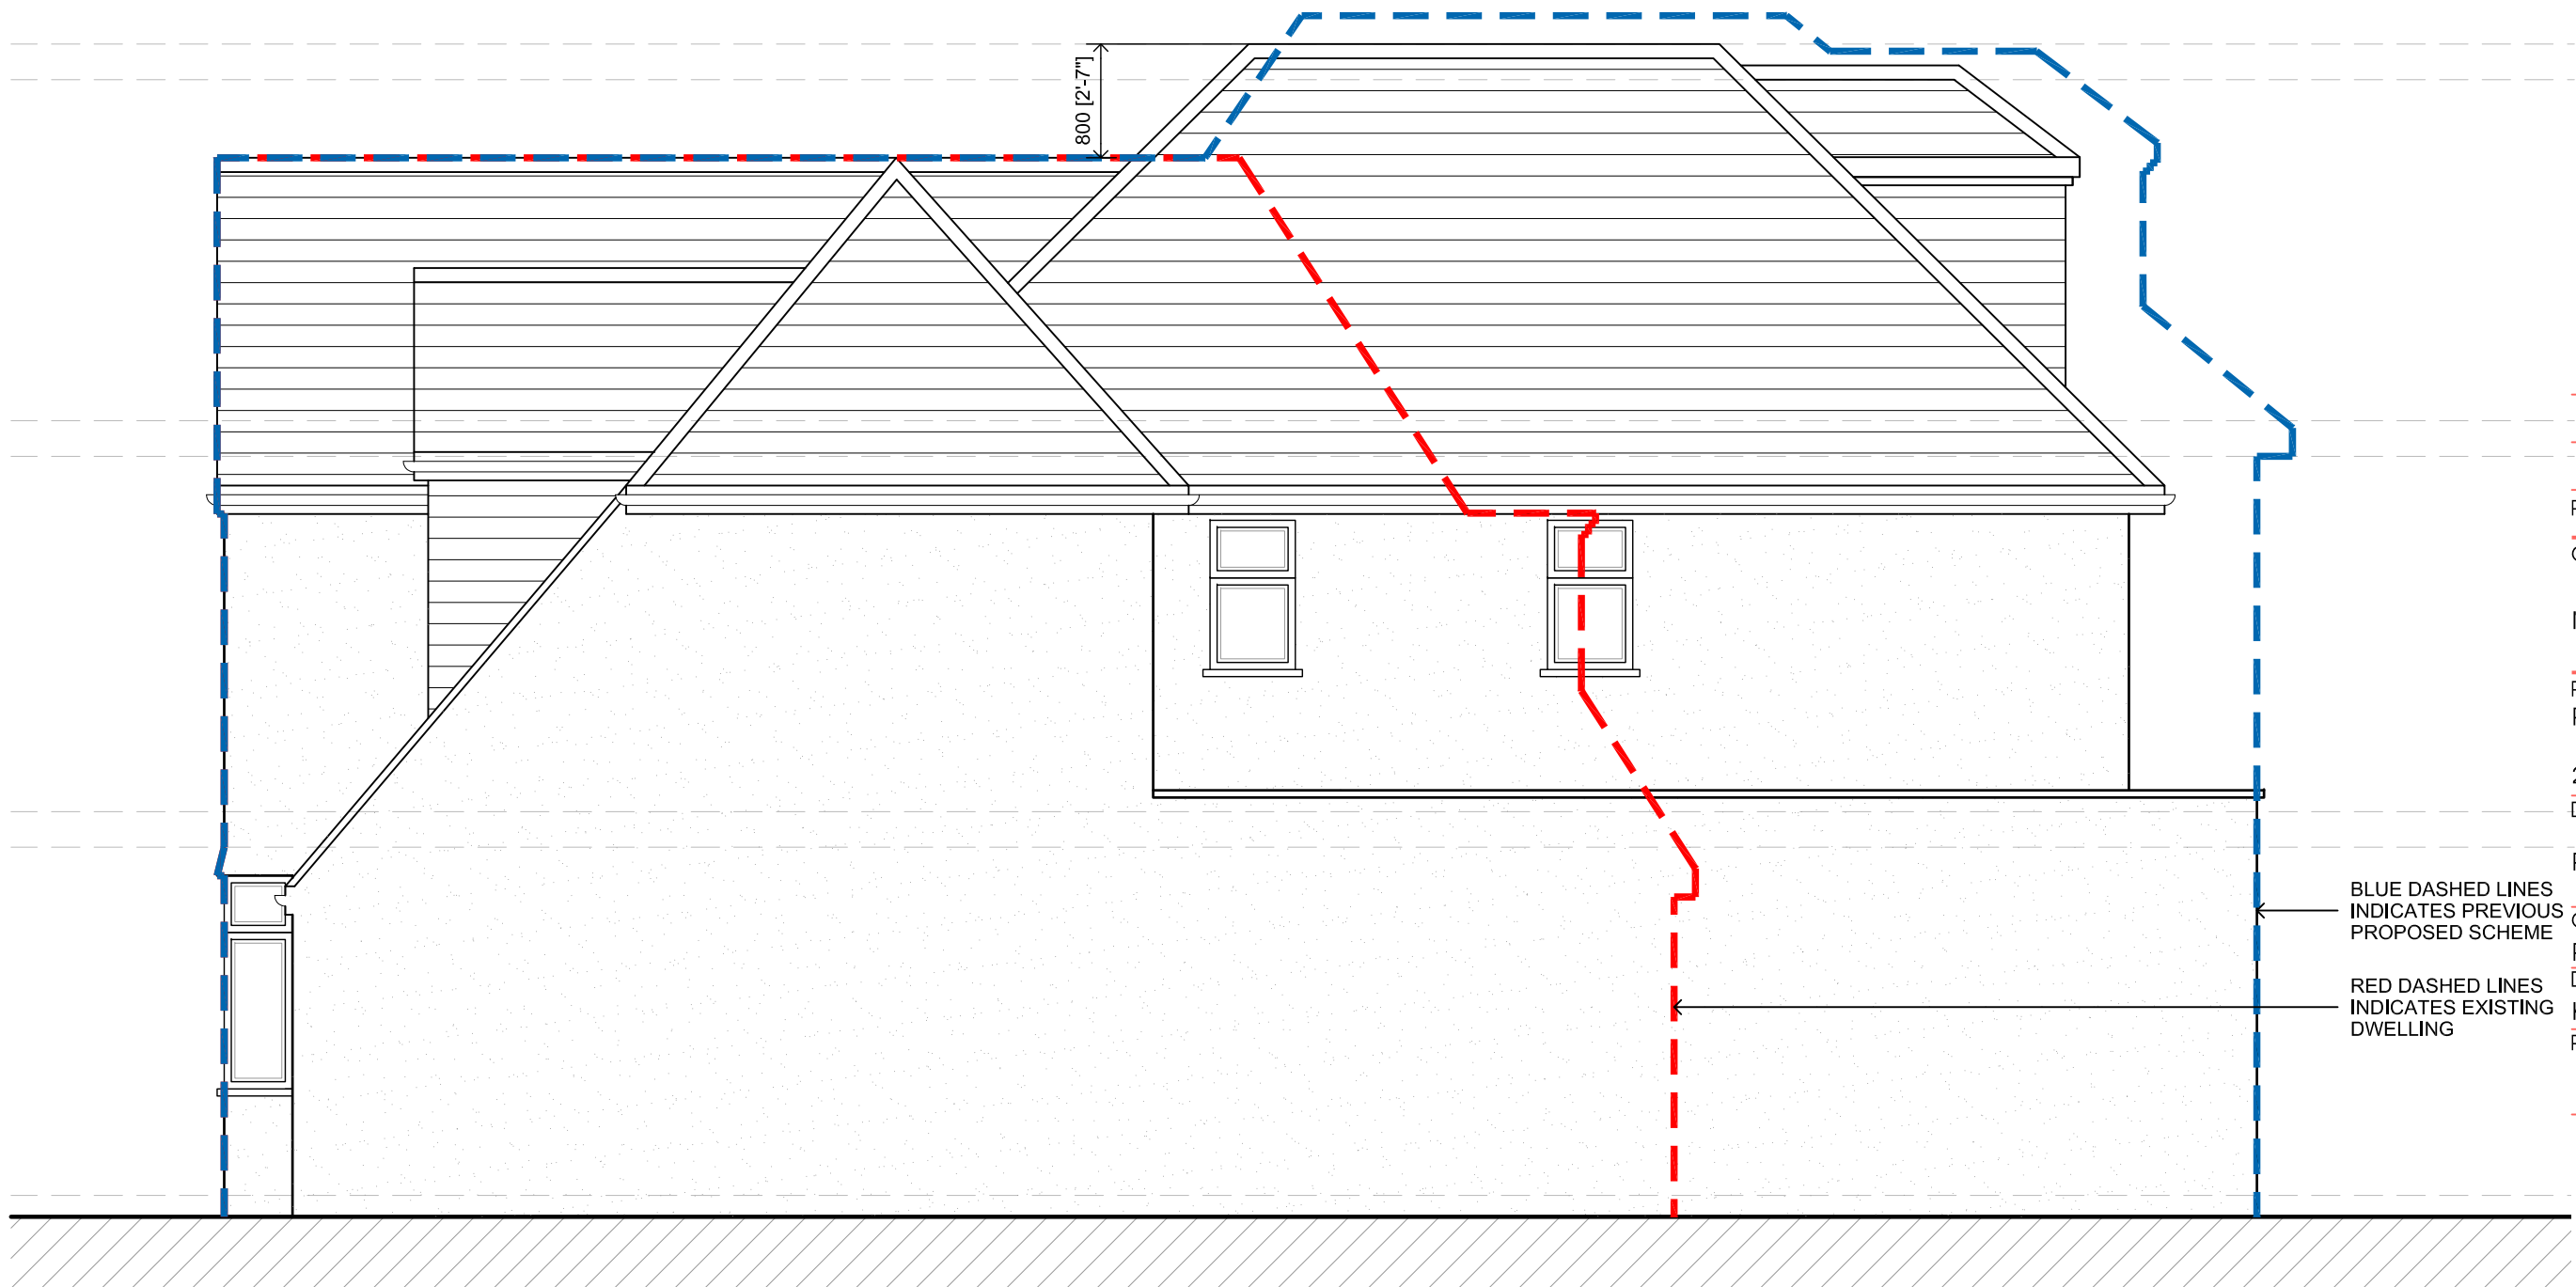 800 [2'-7"]
BLUE DASHED LINES
INDICATES PREVIOUS
PROPOSED SCHEME
RED DASHED LINES
INDICATES EXISTING
DWELLING